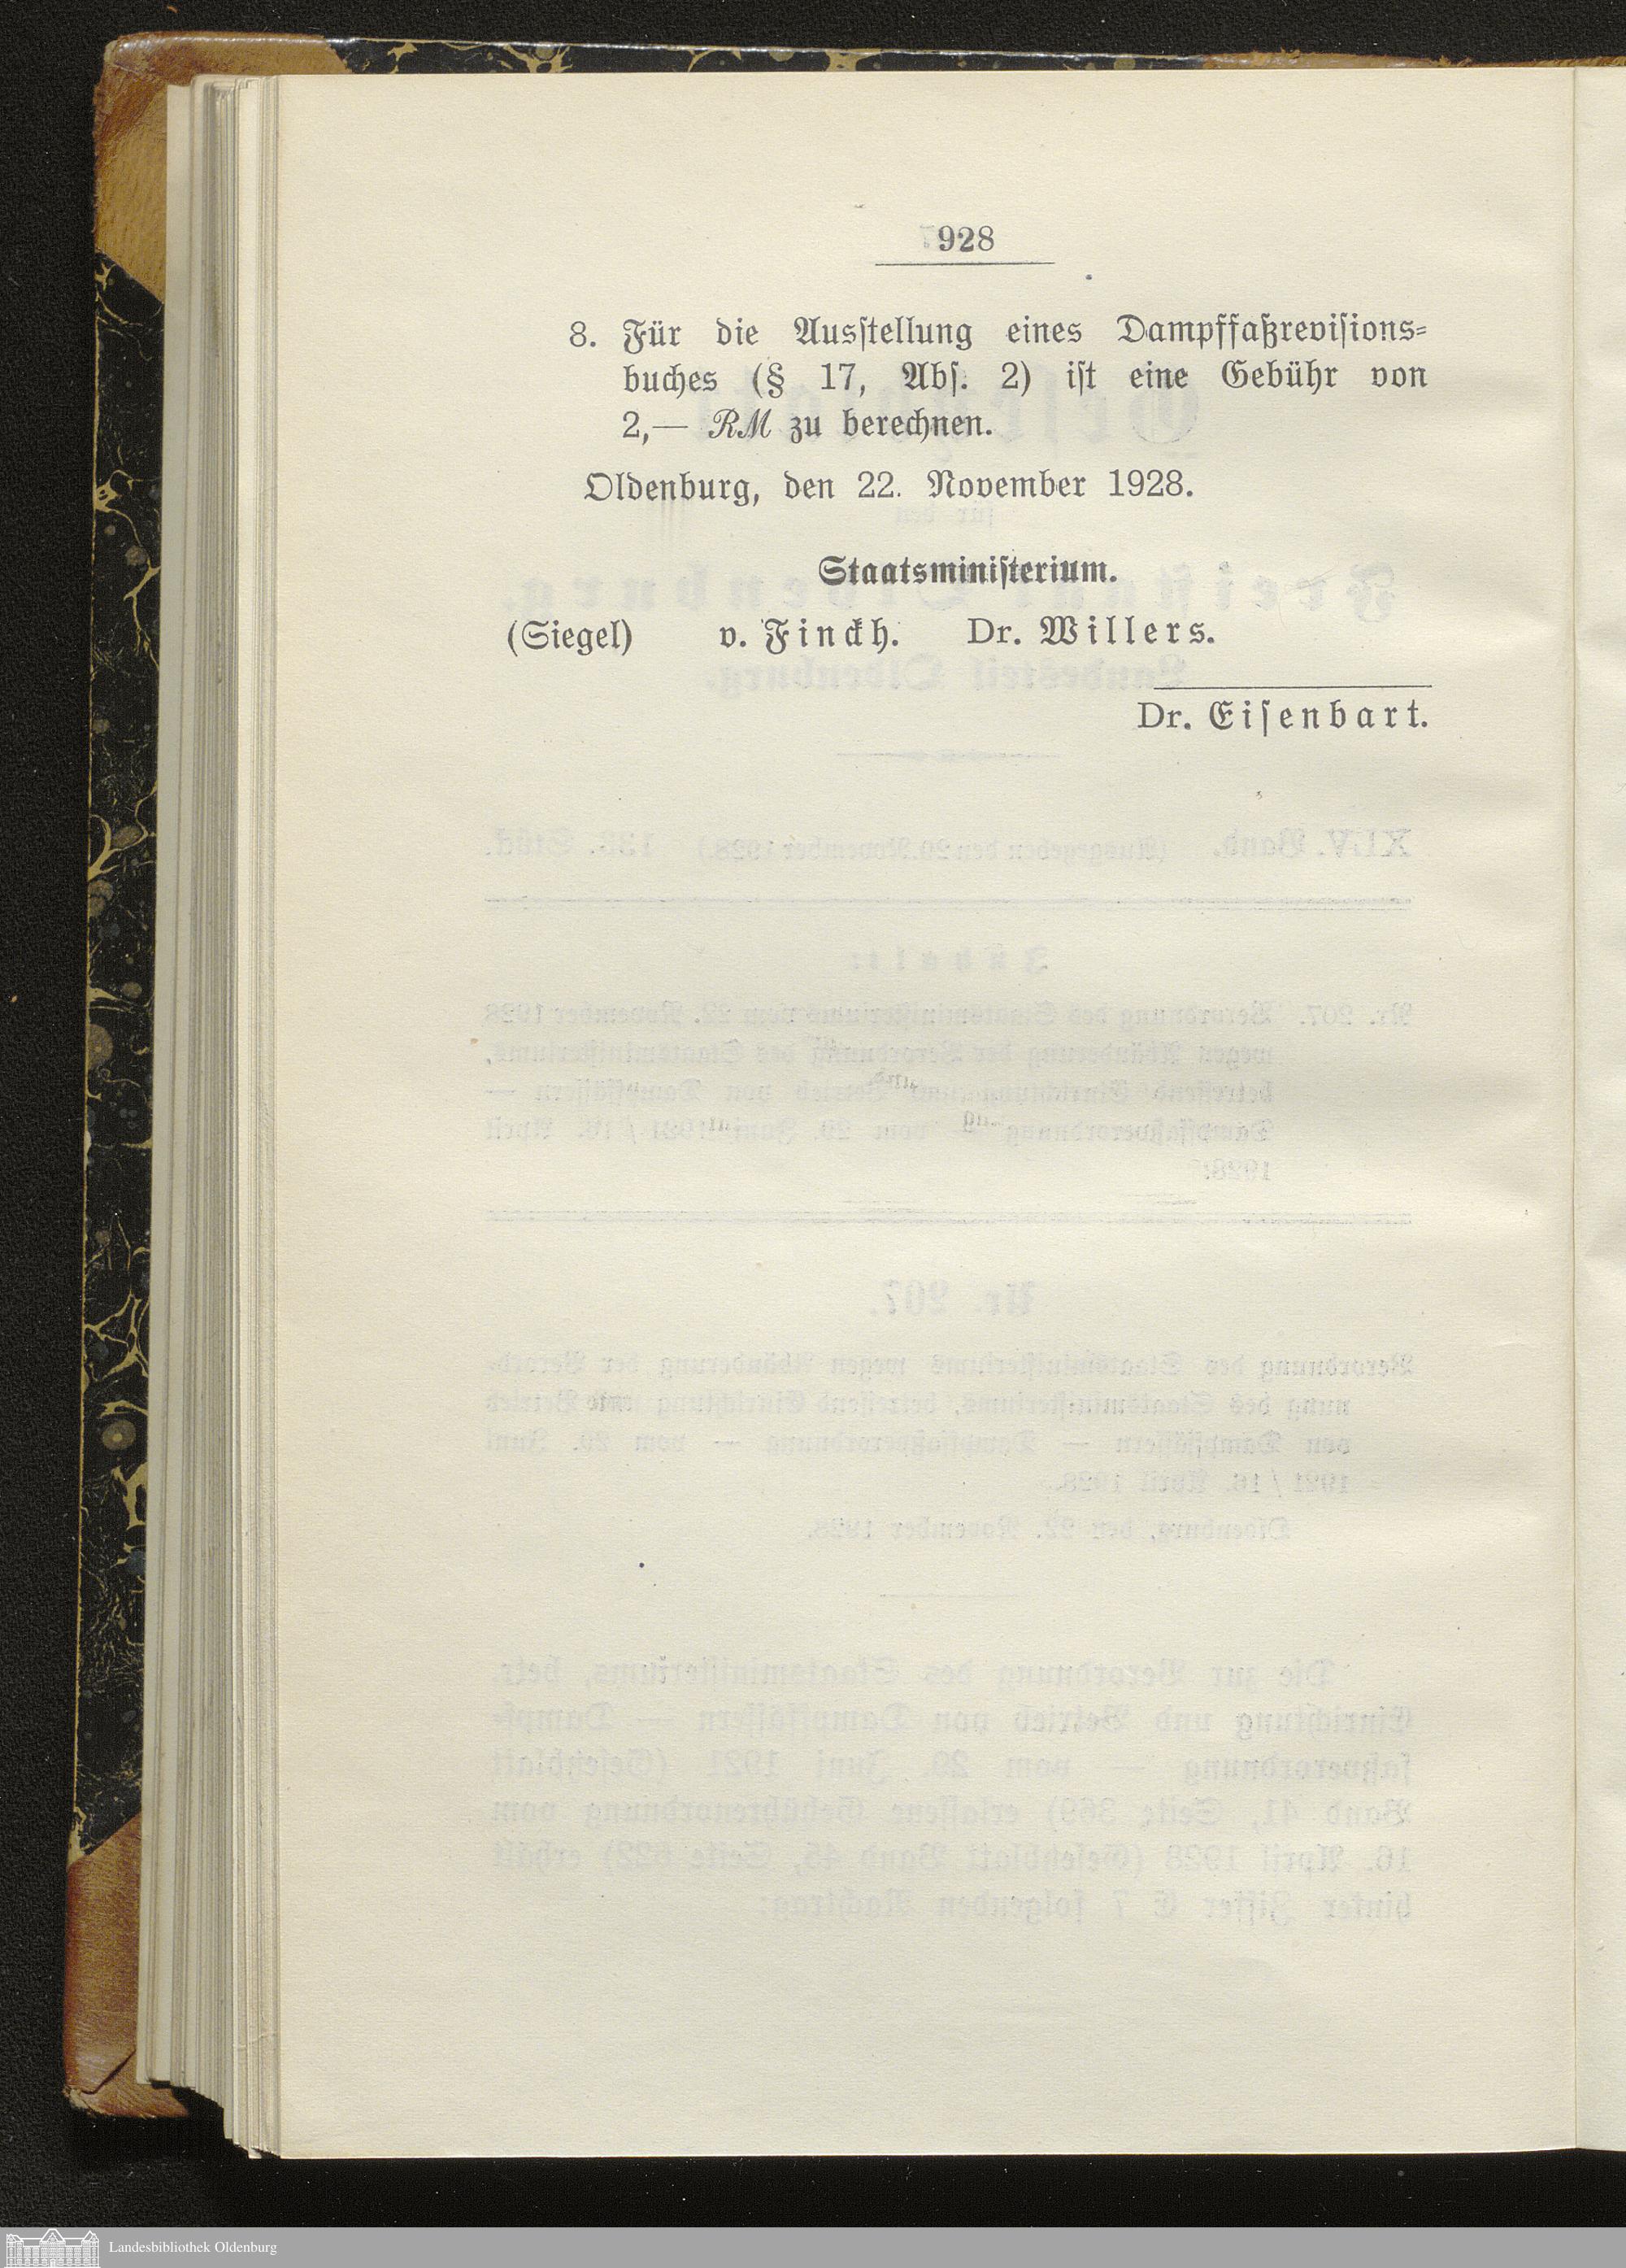 928
8. Für die Ausstellung eines Dampffaßrevisions-
buches (§ 17, Abs. 2) ist eine Gebühr von
2,— RM zu berechnen.
Oldenburg, den 22. November 1928.
Staatsministerium.
(Siegel) v. Finckh. Dr. Willers.
Dr. Eisenbart.
Landesbibliothek Oldenburg